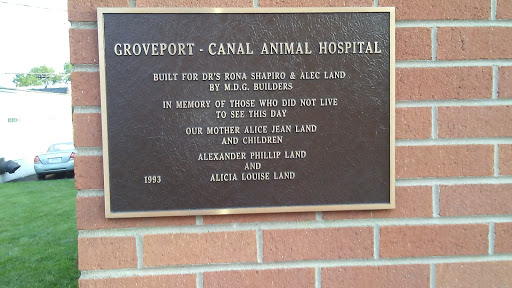 GROVEPORT - CANAL ANIMAL HOSPITAL
BUILT FOR DR'S RONA SHAPIRO & ALEC LAND
BY M.D.G. BUILDERS
IN MEMORY OF THOSE WHO DID NOT LIVE
TO SEE THIS DAY
OUR MOTHER ALICE JEAN LAND
AND CHILDREN
ALEXANDER PHILLIP LAND
AND
1993 ALICIA LOUISE LAND